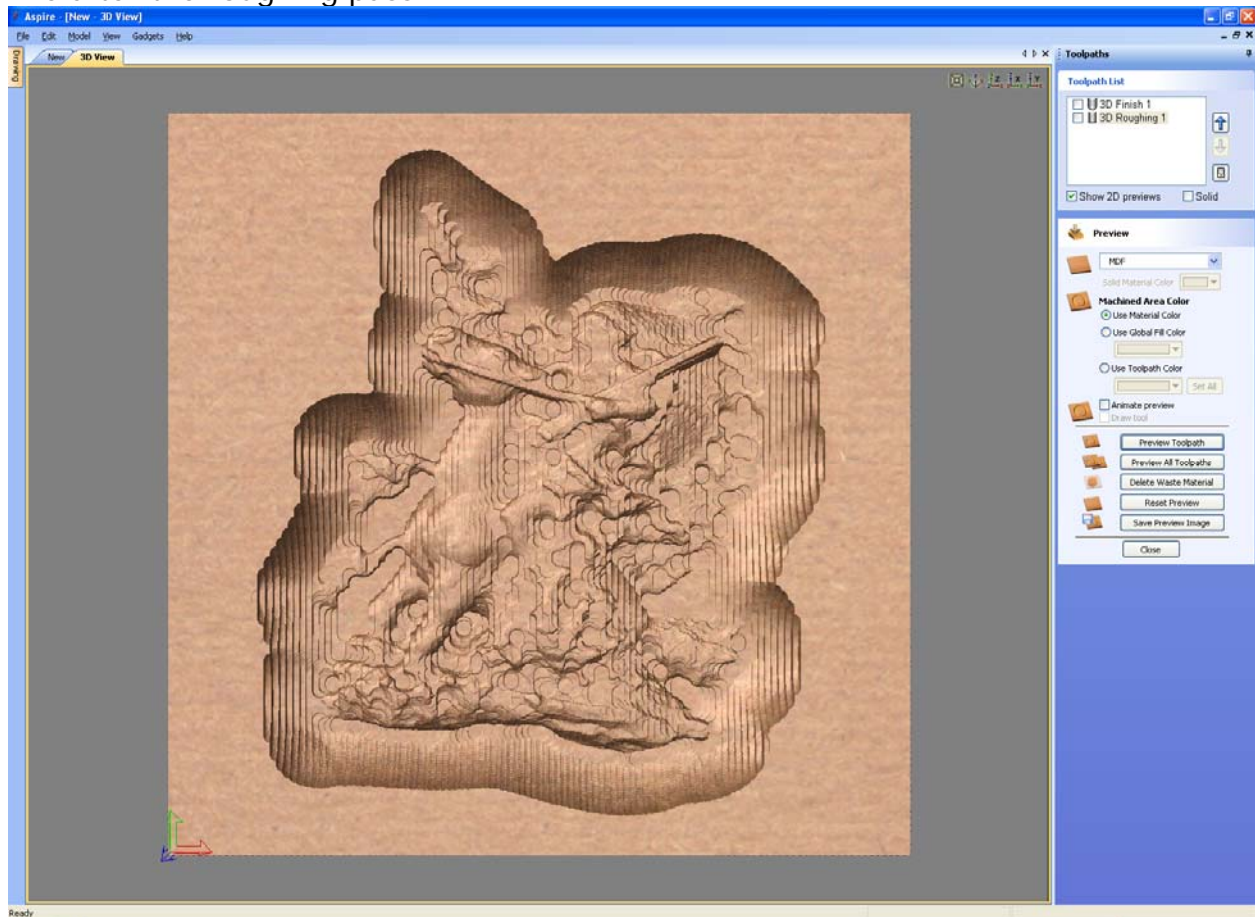 Aspire - [New - 3D View]
File Edit Model View Gadgets Help
Drawing
New 3D View
Toolpaths
Toolpath List
3D Finish 1
3D Roughing 1
Show 2D previews Solid
Preview
MDF
Solid Material Color
Machined Area Color
Use Material Color
Use Global Fill Color
Use Toolpath Color
Set All
Animate preview
Draw tool
Preview Toolpath
Preview All Toolpaths
Delete Waste Material
Reset Preview
Save Preview Image
Close
Ready